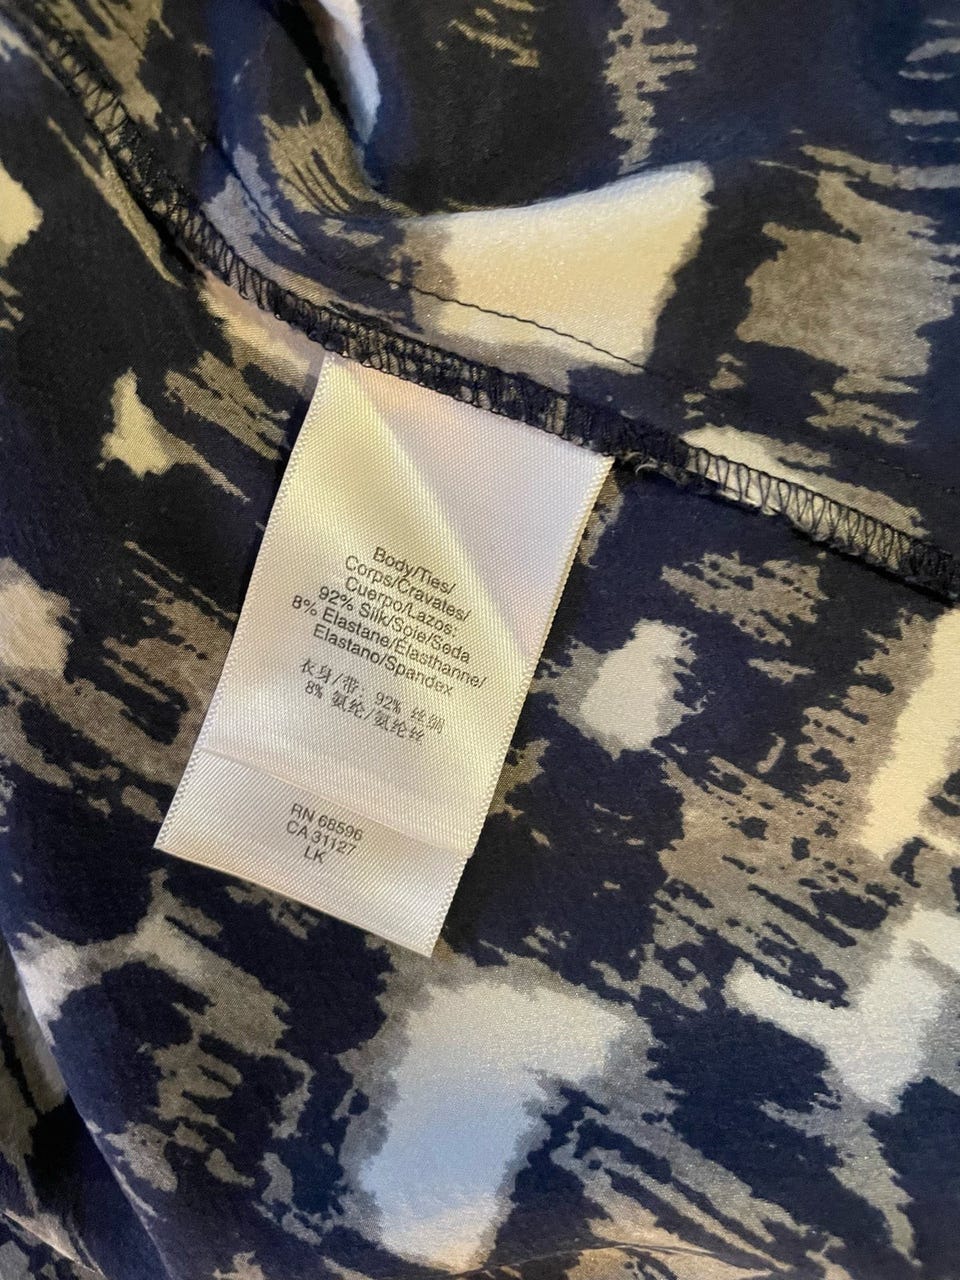 Body/Ties/
Corps/Cravates/
Cuerpo/Lazos:
92% Silk/Soie/Seda
8% Elastane/Elasthanne/
Elastano/Spandex
衣身/带: 92% 丝绸
8% 氨纶/氨纶丝
RN 68596
CA 31127
LK